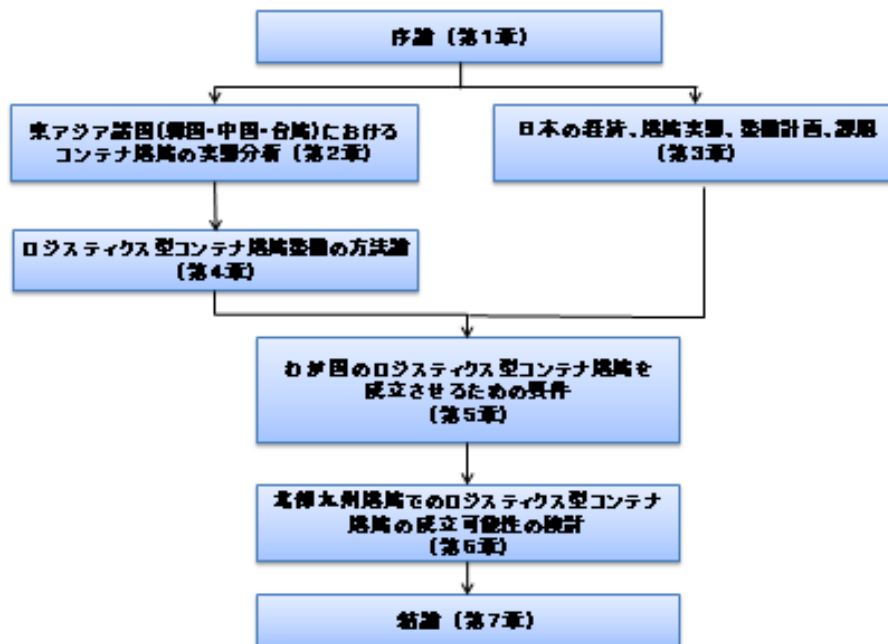 序論（第1章）
東アジア諸国(韓国・中国・台湾)における
コンテナ港湾の実態分析（第2章）
日本の経済、港湾実態、整備計画、課題
（第3章）
ロジスティクス型コンテナ港湾整備の方法論
（第4章）
わが国のロジスティクス型コンテナ港湾を
成立させるための要件
（第5章）
北部九州港湾でのロジスティクス型コンテナ
港湾の成立可能性の検討
（第6章）
結論（第7章）